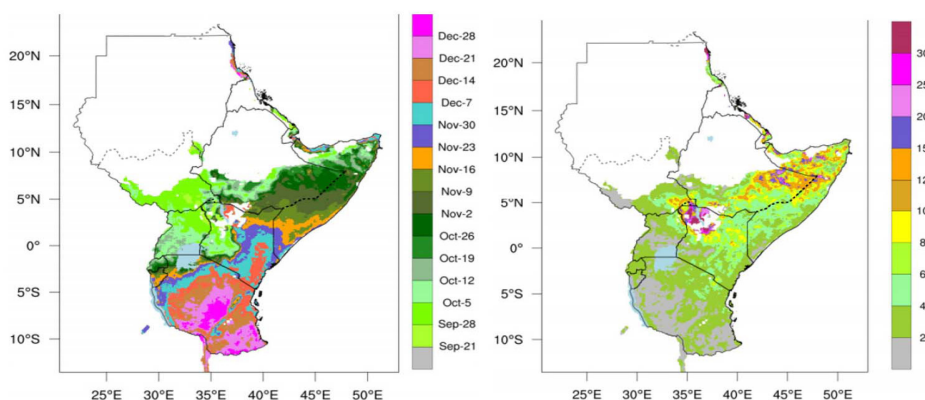 20°N
15°N
10°N
5°N
0°
5°S
10°S
25°E 30°E 35°E 40°E 45°E 50°E
Dec-28
Dec-21
Dec-14
Dec-7
Nov-30
Nov-23
Nov-16
Nov-9
Nov-2
Oct-26
Oct-19
Oct-12
Oct-5
Sep-28
Sep-21
20°N
15°N
10°N
5°N
0°
5°S
10°S
25°E 30°E 35°E 40°E 45°E 50°E
30
25
20
15
12
10
8
6
4
2